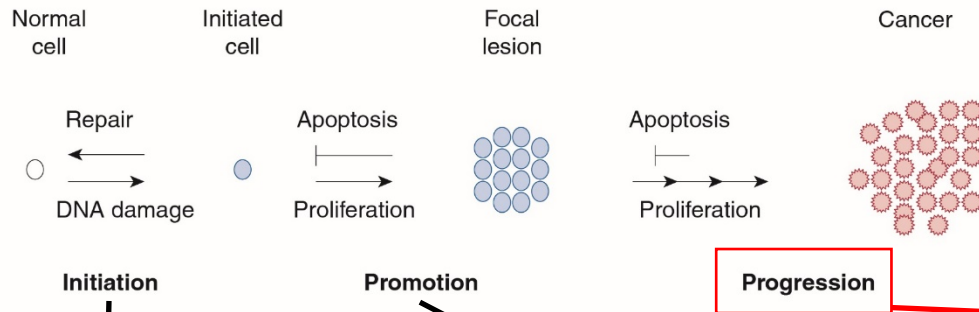 Normal cell
Initiated cell
Focal lesion
Cancer
Repair
DNA damage
Apoptosis
Proliferation
Apoptosis
Proliferation
Initiation
Promotion
Progression